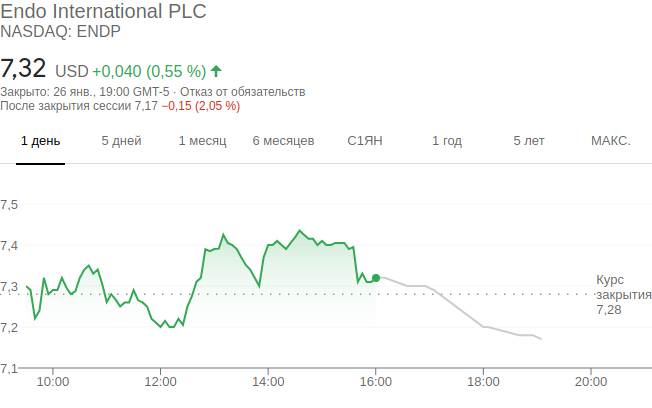 Endo International PLC
NASDAQ: ENDP
7,32 USD +0,040 (0,55 %)
Закрыто: 26 янв., 19:00 GMT-5 · Отказ от обязательств
После закрытия сессии 7,17 −0,15 (2,05 %)
1 день 5 дней 1 месяц 6 месяцев С1ЯН 1 год 5 лет МАКС.
7,5
7,4
7,3
7,2
7,1
Курс
закрытия
7,28
10:00 12:00 14:00 16:00 18:00 20:00